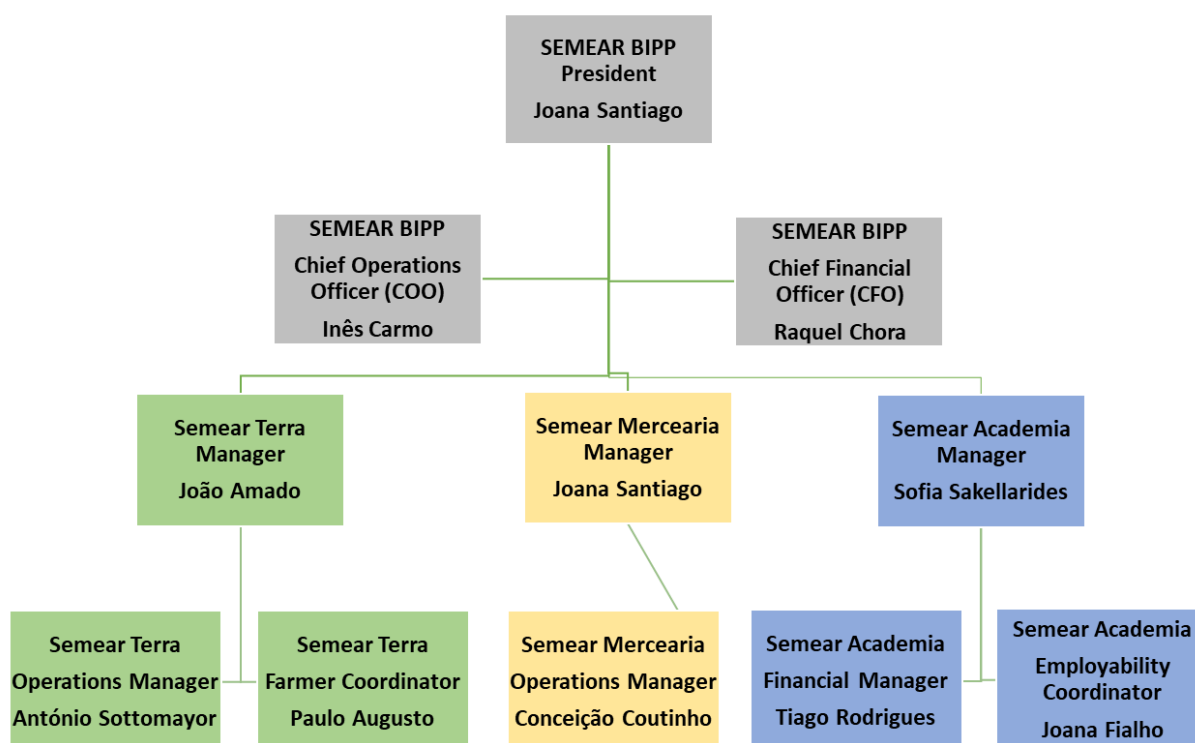 SEMEAR BIPP
President
Joana Santiago
SEMEAR BIPP
Chief Operations
Officer (COO)
Inês Carmo
SEMEAR BIPP
Chief Financial
Officer (CFO)
Raquel Chora
Semear Terra
Manager
João Amado
Semear Mercearia
Manager
Joana Santiago
Semear Academia
Manager
Sofia Sakellarides
Semear Terra
Operations Manager
António Sottomayor
Semear Terra
Farmer Coordinator
Paulo Augusto
Semear Mercearia
Operations Manager
Conceição Coutinho
Semear Academia
Financial Manager
Tiago Rodrigues
Semear Academia
Employability
Coordinator
Joana Fialho